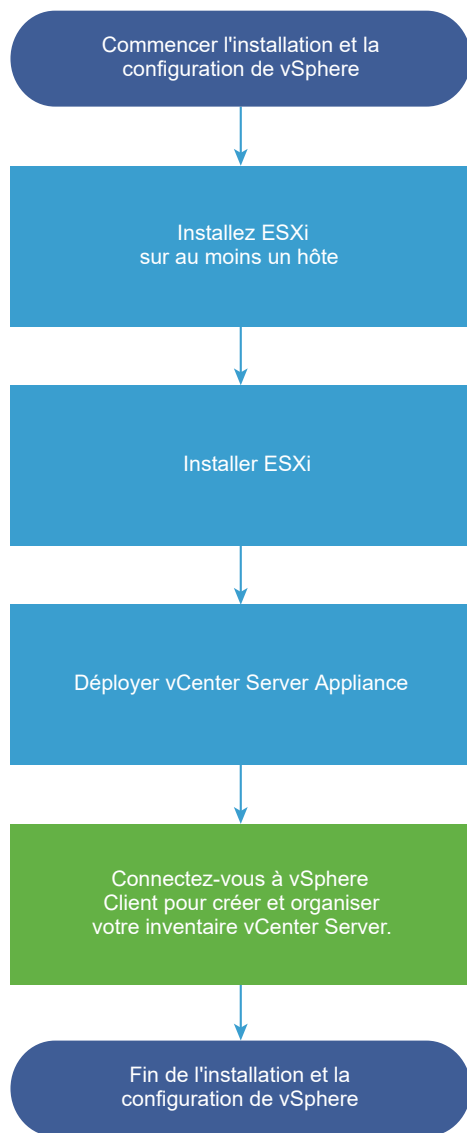 Commencer l'installation et la
configuration de vSphere
Installez ESXi
sur au moins un hôte
Installer ESXi
Déployer vCenter Server Appliance
Connectez-vous à vSphere
Client pour créer et organiser
votre inventaire vCenter Server.
Fin de l'installation et la
configuration de vSphere